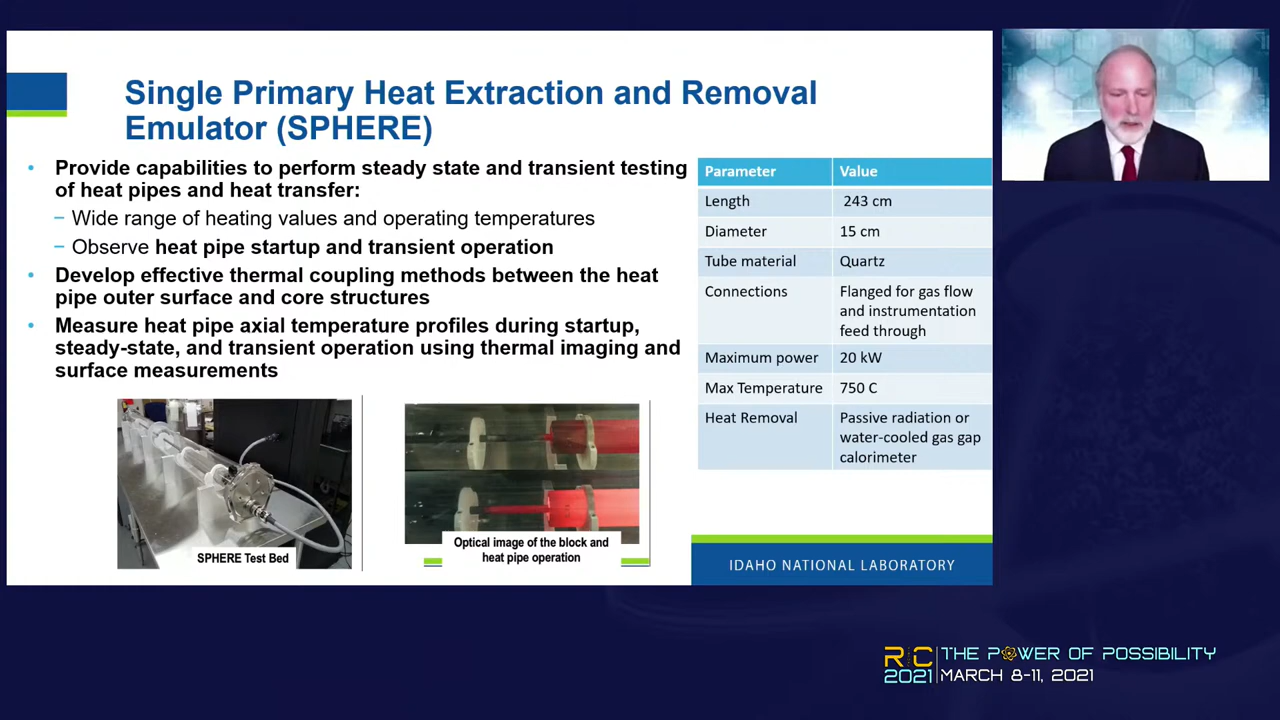 Single Primary Heat Extraction and Removal
Emulator (SPHERE)
• Provide capabilities to perform steady state and transient testing
of heat pipes and heat transfer:
− Wide range of heating values and operating temperatures
− Observe heat pipe startup and transient operation
• Develop effective thermal coupling methods between the heat
pipe outer surface and core structures
• Measure heat pipe axial temperature profiles during startup,
steady-state, and transient operation using thermal imaging and
surface measurements
SPHERE Test Bed
Optical image of the block and
heat pipe operation
Parameter Value
Length 243 cm
Diameter 15 cm
Tube material Quartz
Connections Flanged for gas flow
and instrumentation
feed through
Maximum power 20 kW
Max Temperature 750 C
Heat Removal Passive radiation or
water-cooled gas gap
calorimeter
IDAHO NATIONAL LABORATORY
RIC
2021
THE POWER OF POSSIBILITY
MARCH 8-11, 2021